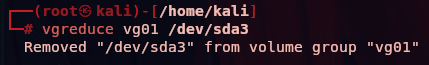 ┌──(root㉿kali)-[/home/kali]
└─# vgreduce vg01 /dev/sda3
Removed "/dev/sda3" from volume group "vg01"